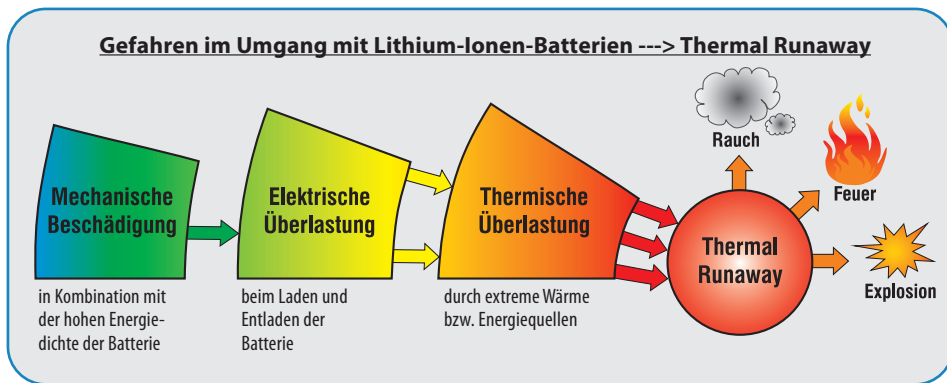 Gefahren im Umgang mit Lithium-Ionen-Batterien ---> Thermal Runaway
Mechanische
Beschädigung
in Kombination mit
der hohen Energie-
dichte der Batterie
Elektrische
Überlastung
beim Laden und
Entladen der
Batterie
Thermische
Überlastung
durch extreme Wärme
bzw. Energiequellen
Thermal
Runaway
Rauch
Feuer
Explosion